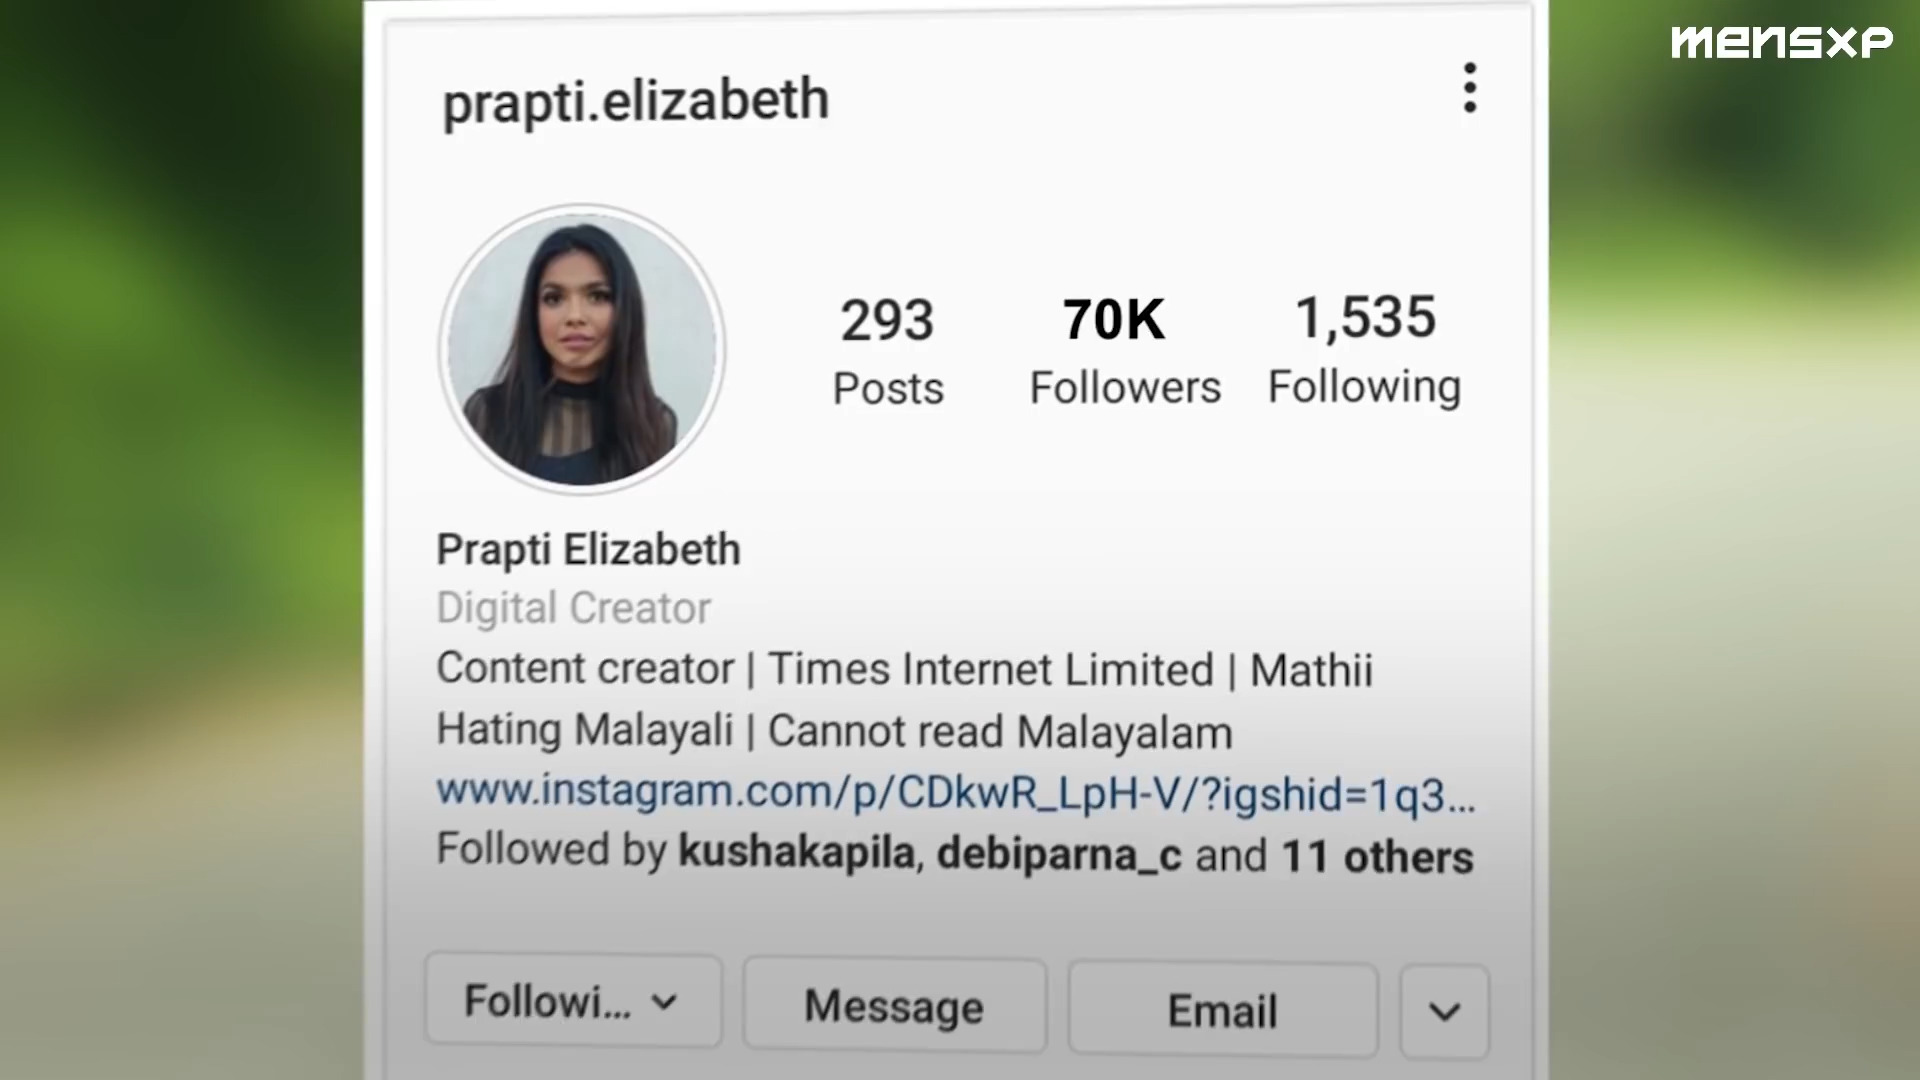 mensxp
prapti.elizabeth
293 70K 1,535
Posts Followers Following
Prapti Elizabeth
Digital Creator
Content creator | Times Internet Limited | Mathii
Hating Malayali | Cannot read Malayalam
www.instagram.com/p/CDkwR_LpH-V/?igshid=1q3...
Followed by kushakapila, debiparna_c and 11 others
Followi... Message Email